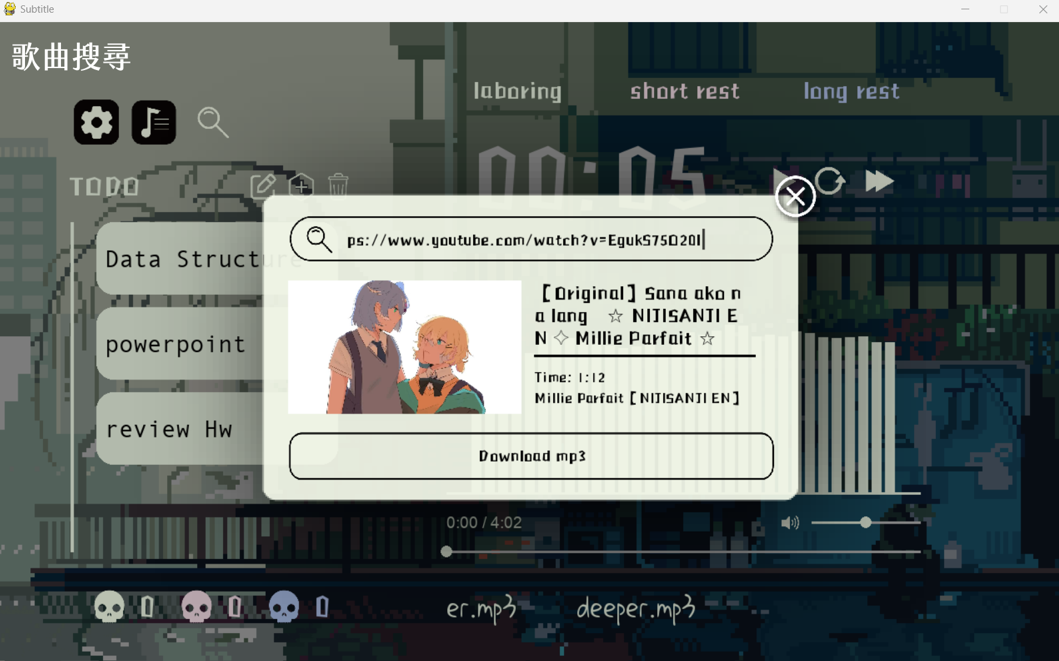 Subtitle
歌曲搜尋
laboring short rest long rest
00:05
TODO
ps://www.youtube.com/watch?v=EgukS75O20I
Data Structure
【Original】Sana ako n
a lang ☆ NIJISANJI E
N ✧ Millie Parfait ☆
powerpoint
Time: 1:12
Millie Parfait【NIJISANJI EN】
review Hw
Download mp3
0:00 / 4:02
0 0 0
er.mp3 deeper.mp3